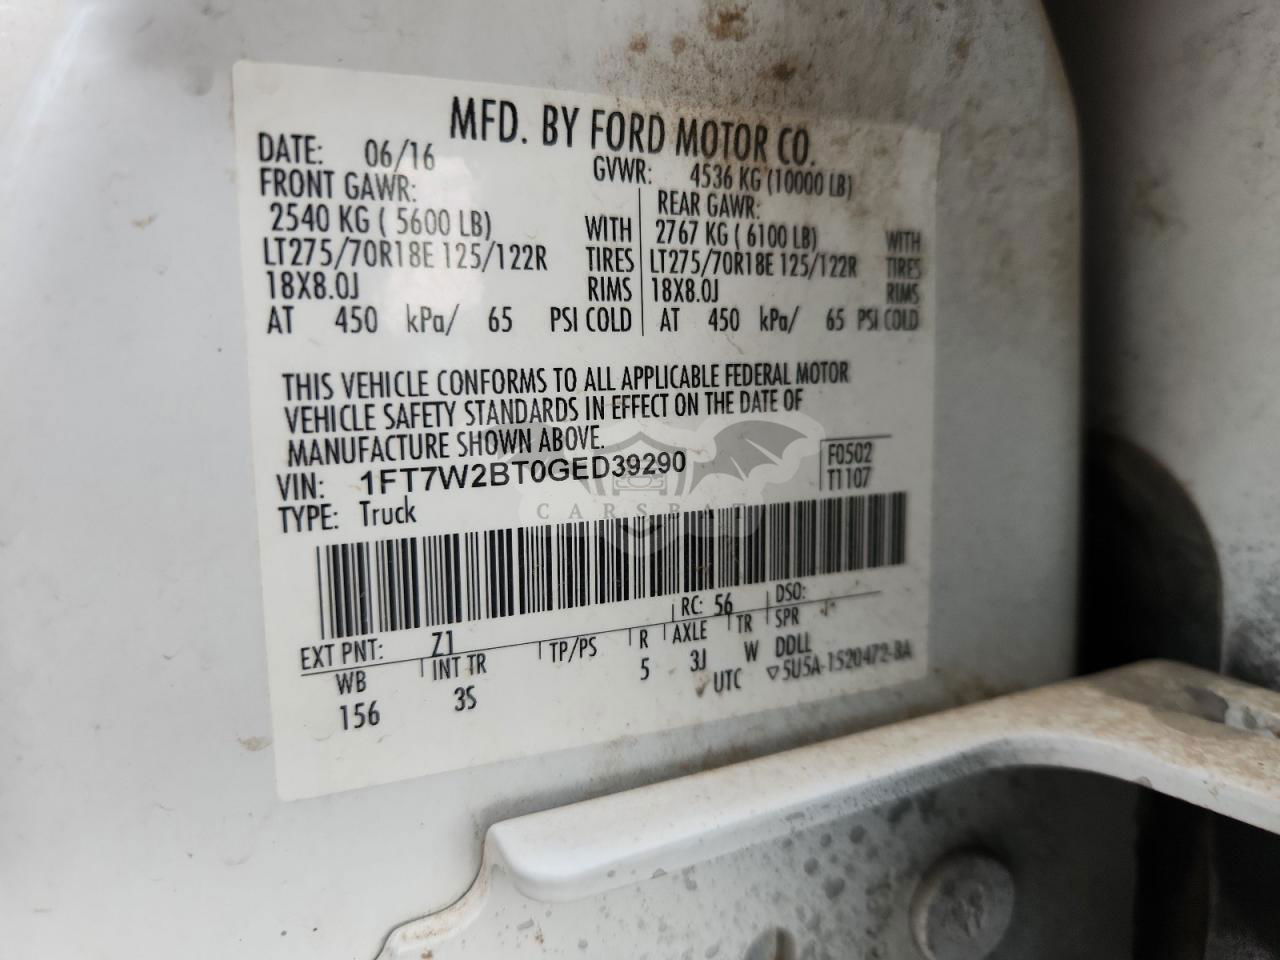 MFD. BY FORD MOTOR CO.
DATE: 06/16 GVWR: 4536 KG (10000 LB)
FRONT GAWR: REAR GAWR:
2540 KG ( 5600 LB) WITH 2767 KG ( 6100 LB) WITH
LT275/70R18E 125/122R TIRES LT275/70R18E 125/122R TIRES
18X8.0J RIMS 18X8.0J RIMS
AT 450 kPa/ 65 PSI COLD AT 450 kPa/ 65 PSI COLD
THIS VEHICLE CONFORMS TO ALL APPLICABLE FEDERAL MOTOR
VEHICLE SAFETY STANDARDS IN EFFECT ON THE DATE OF
MANUFACTURE SHOWN ABOVE.
VIN: 1FT7W2BT0GED39290
F0502
T1107
TYPE: Truck
CARSBAT
EXT PNT: Z1 RC: 56 DSO:
WB INT TR TP/PS R AXLE TR SPR
156 3S 5 3J W DDLL
UTC ▽5U5A-1520472-BA